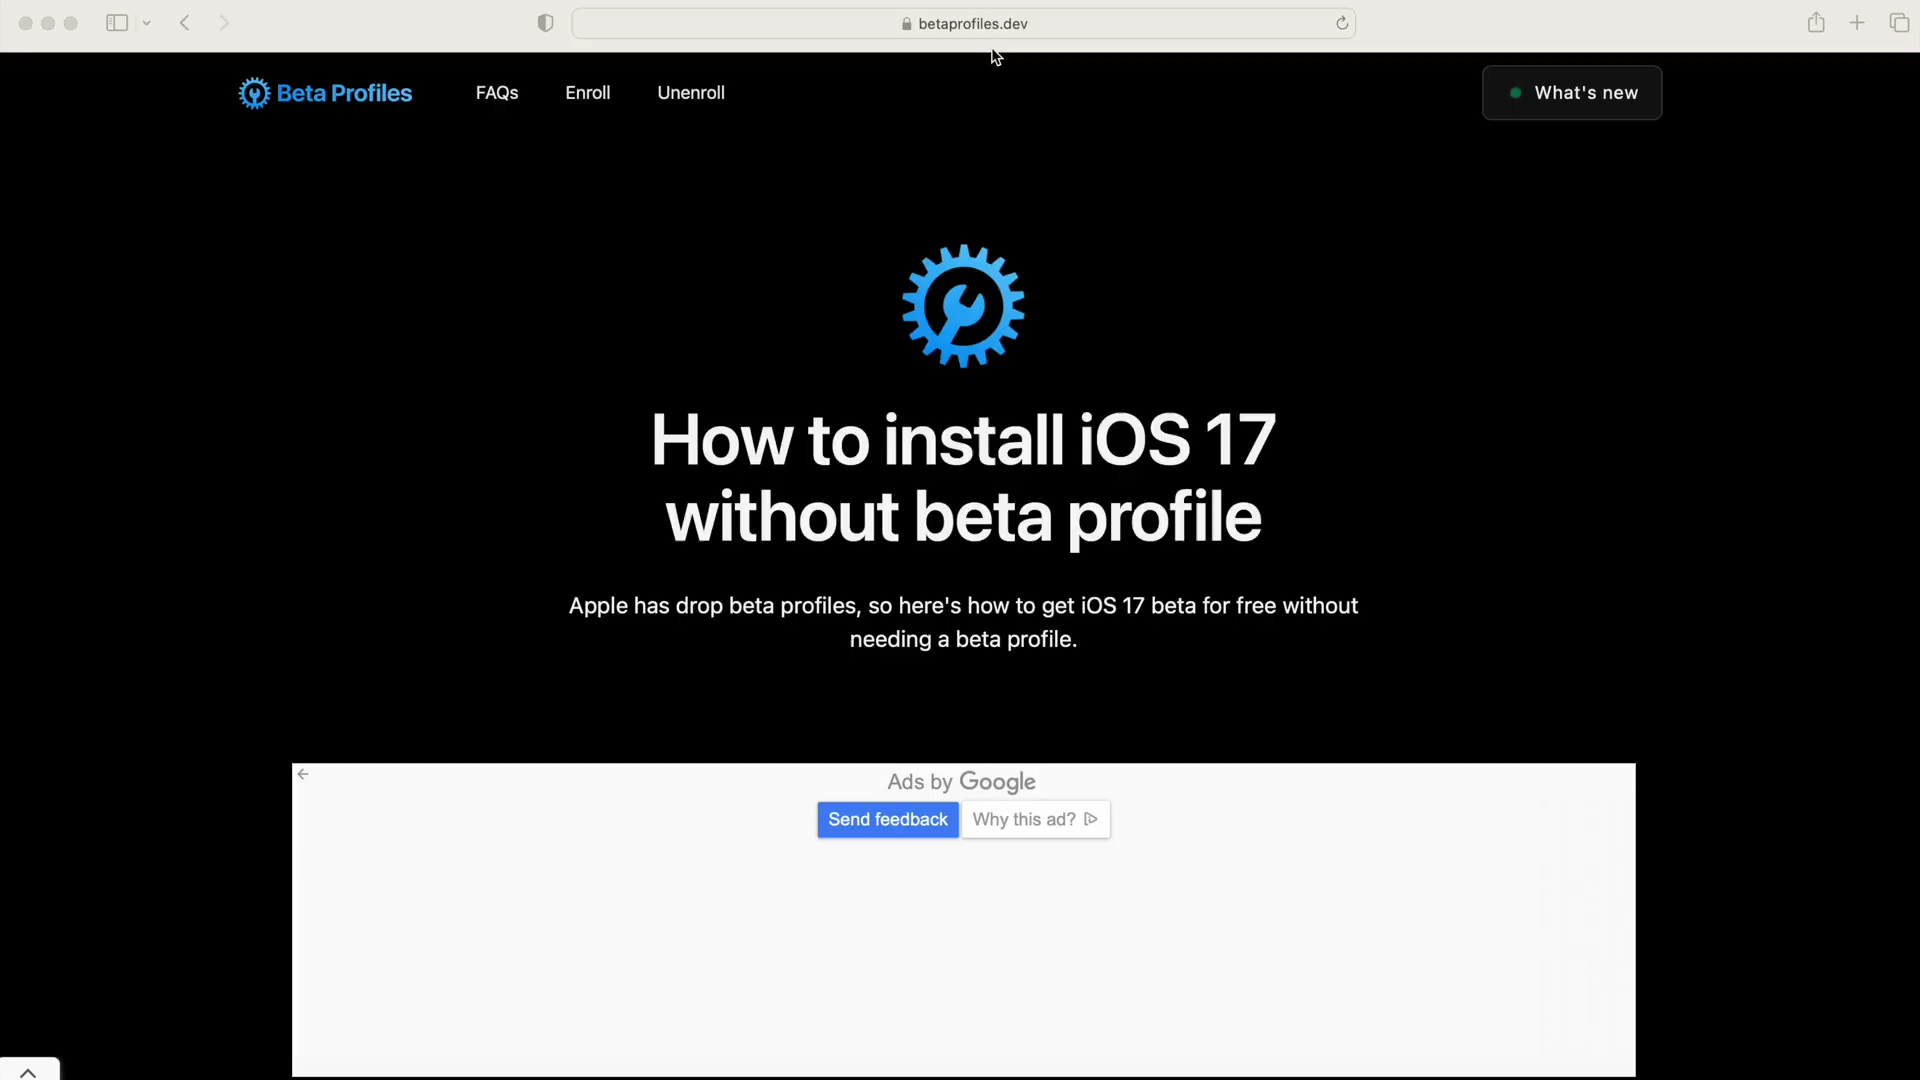 betaprofiles.dev
Beta Profiles
FAQs
Enroll
Unenroll
What's new
How to install iOS 17
without beta profile
Apple has drop beta profiles, so here's how to get iOS 17 beta for free without
needing a beta profile.
Ads by Google
Send feedback
Why this ad?